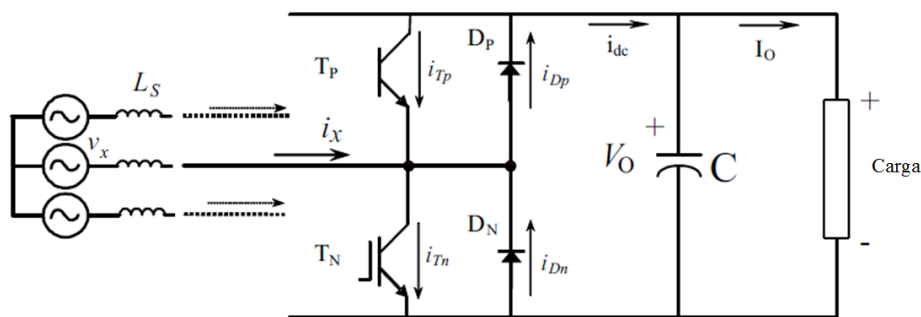 T_P
i_Tp
D_P
i_Dp
i_dc
I_O
L_S
v_x
i_x
+
V_O
C
+
Carga
-
T_N
i_Tn
D_N
i_Dn